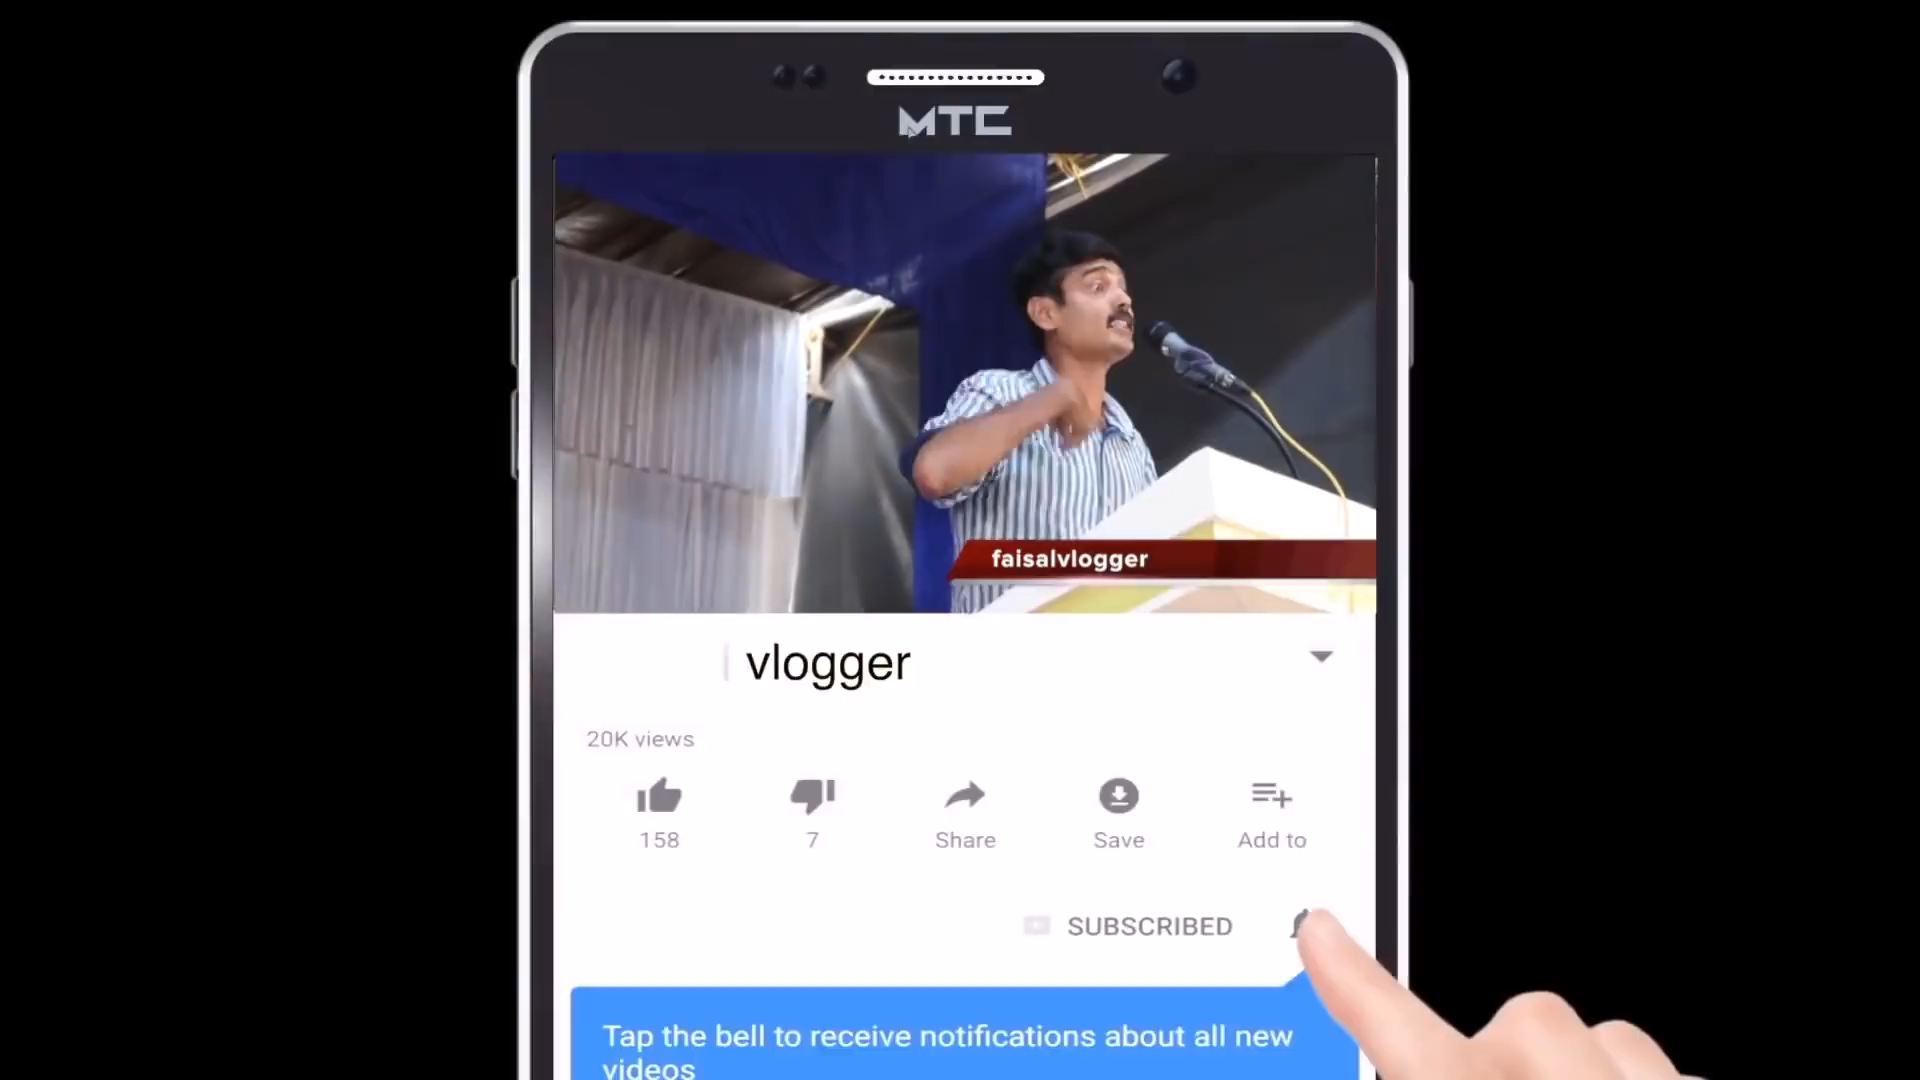 MTC
faisalvlogger
vlogger
20K views
158
7
Share
Save
Add to
SUBSCRIBED
Tap the bell to receive notifications about all new
videos